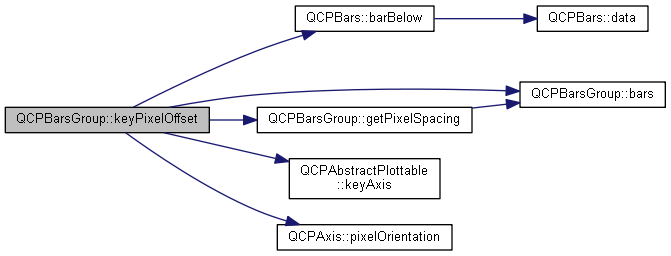 QCPBars::barBelow
QCPBars::data
QCPBarsGroup::bars
QCPBarsGroup::keyPixelOffset
QCPBarsGroup::getPixelSpacing
QCPAbstractPlottable
::keyAxis
QCPAxis::pixelOrientation